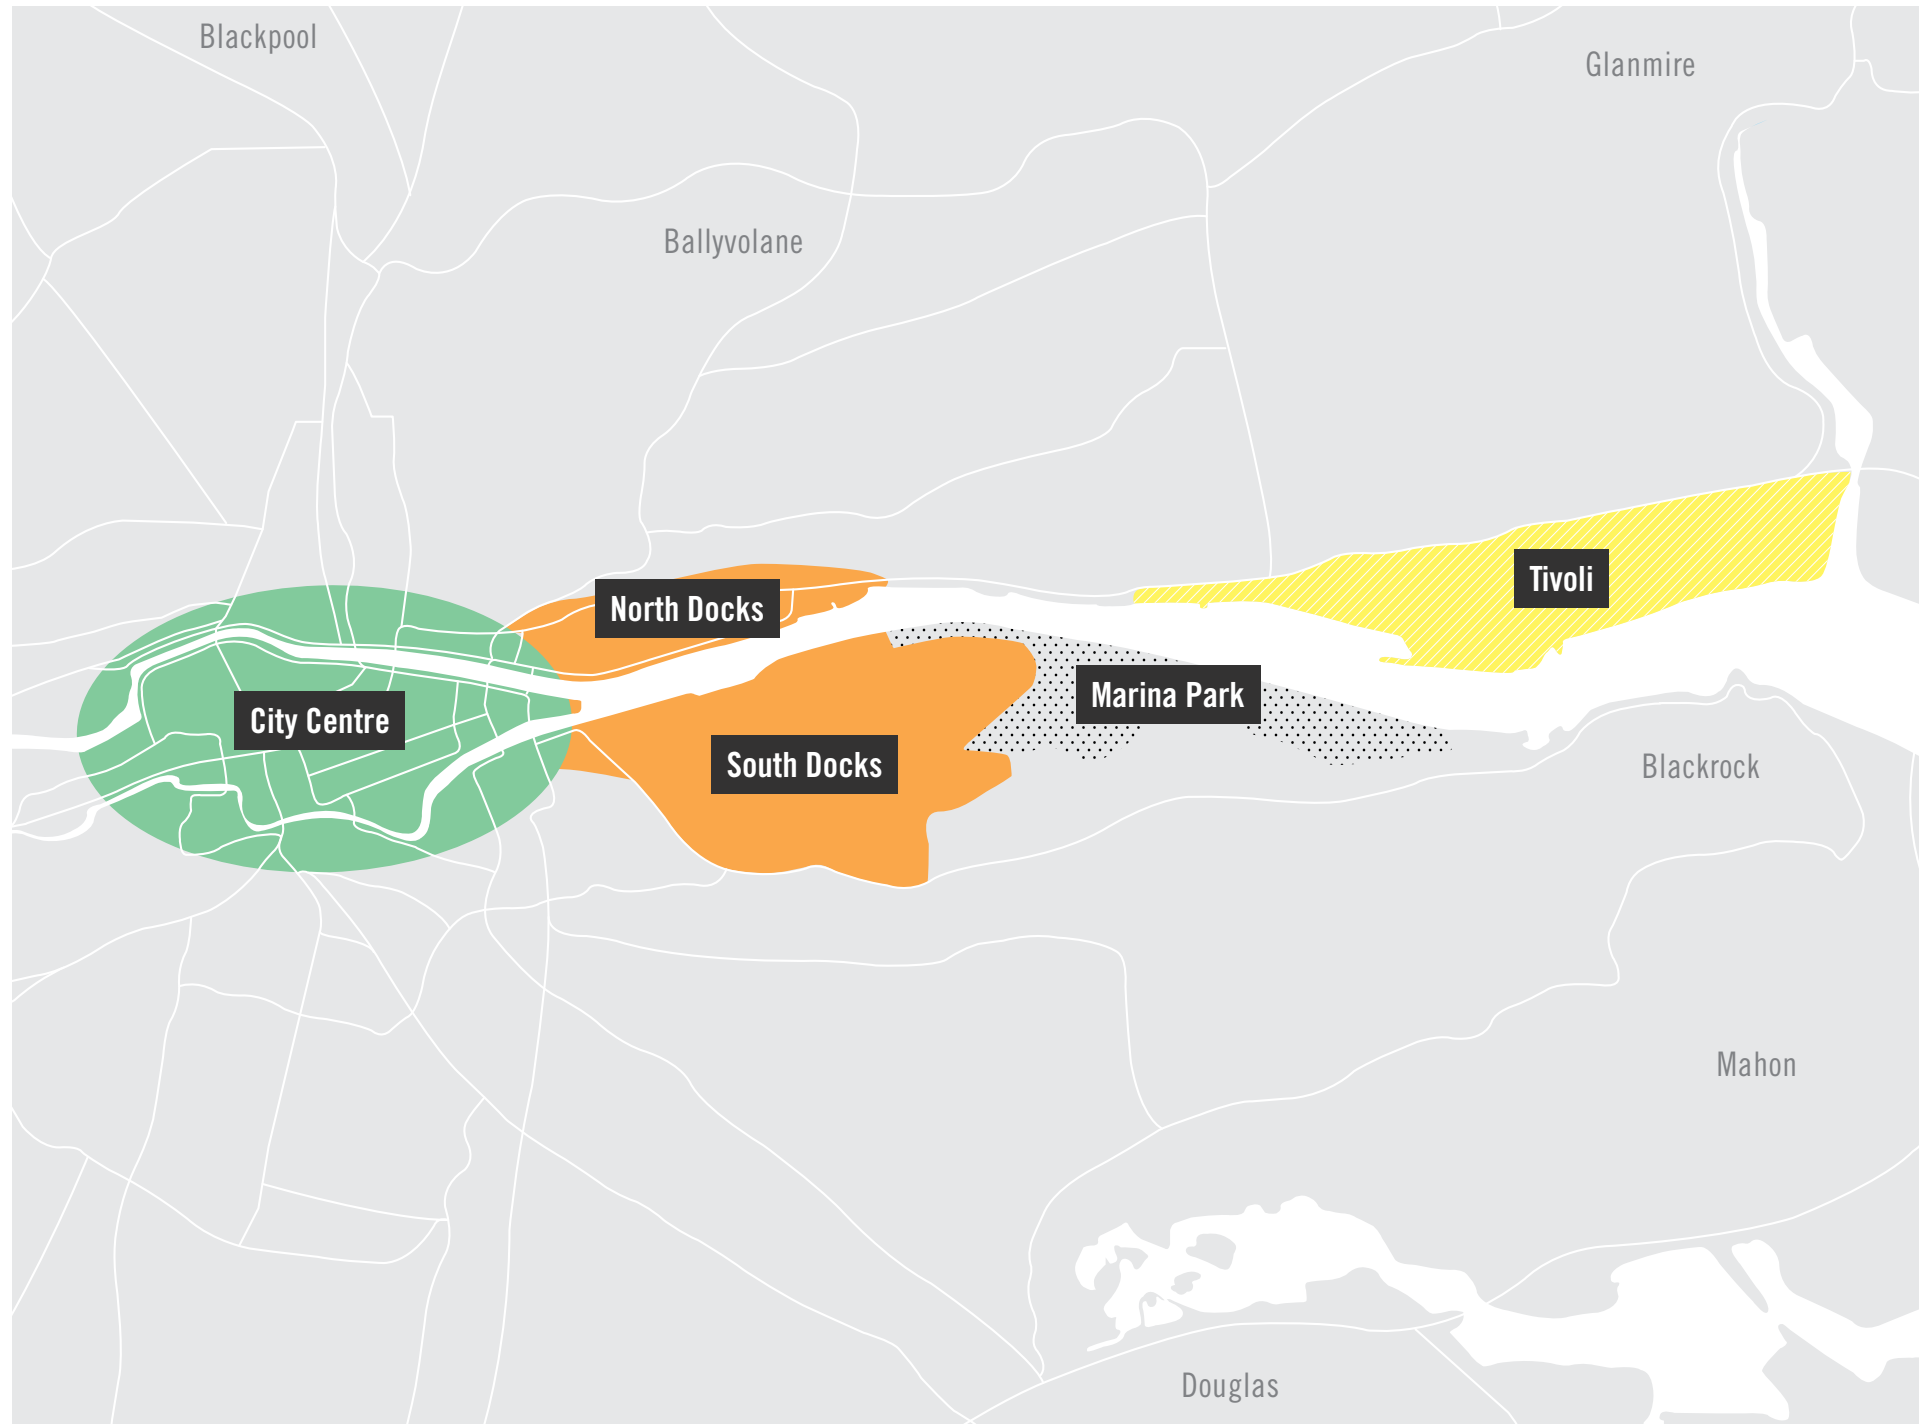 Blackpool
Glanmire
Ballyvolane
Tivoli
North Docks
Marina Park
City Centre
South Docks
Blackrock
Mahon
Douglas